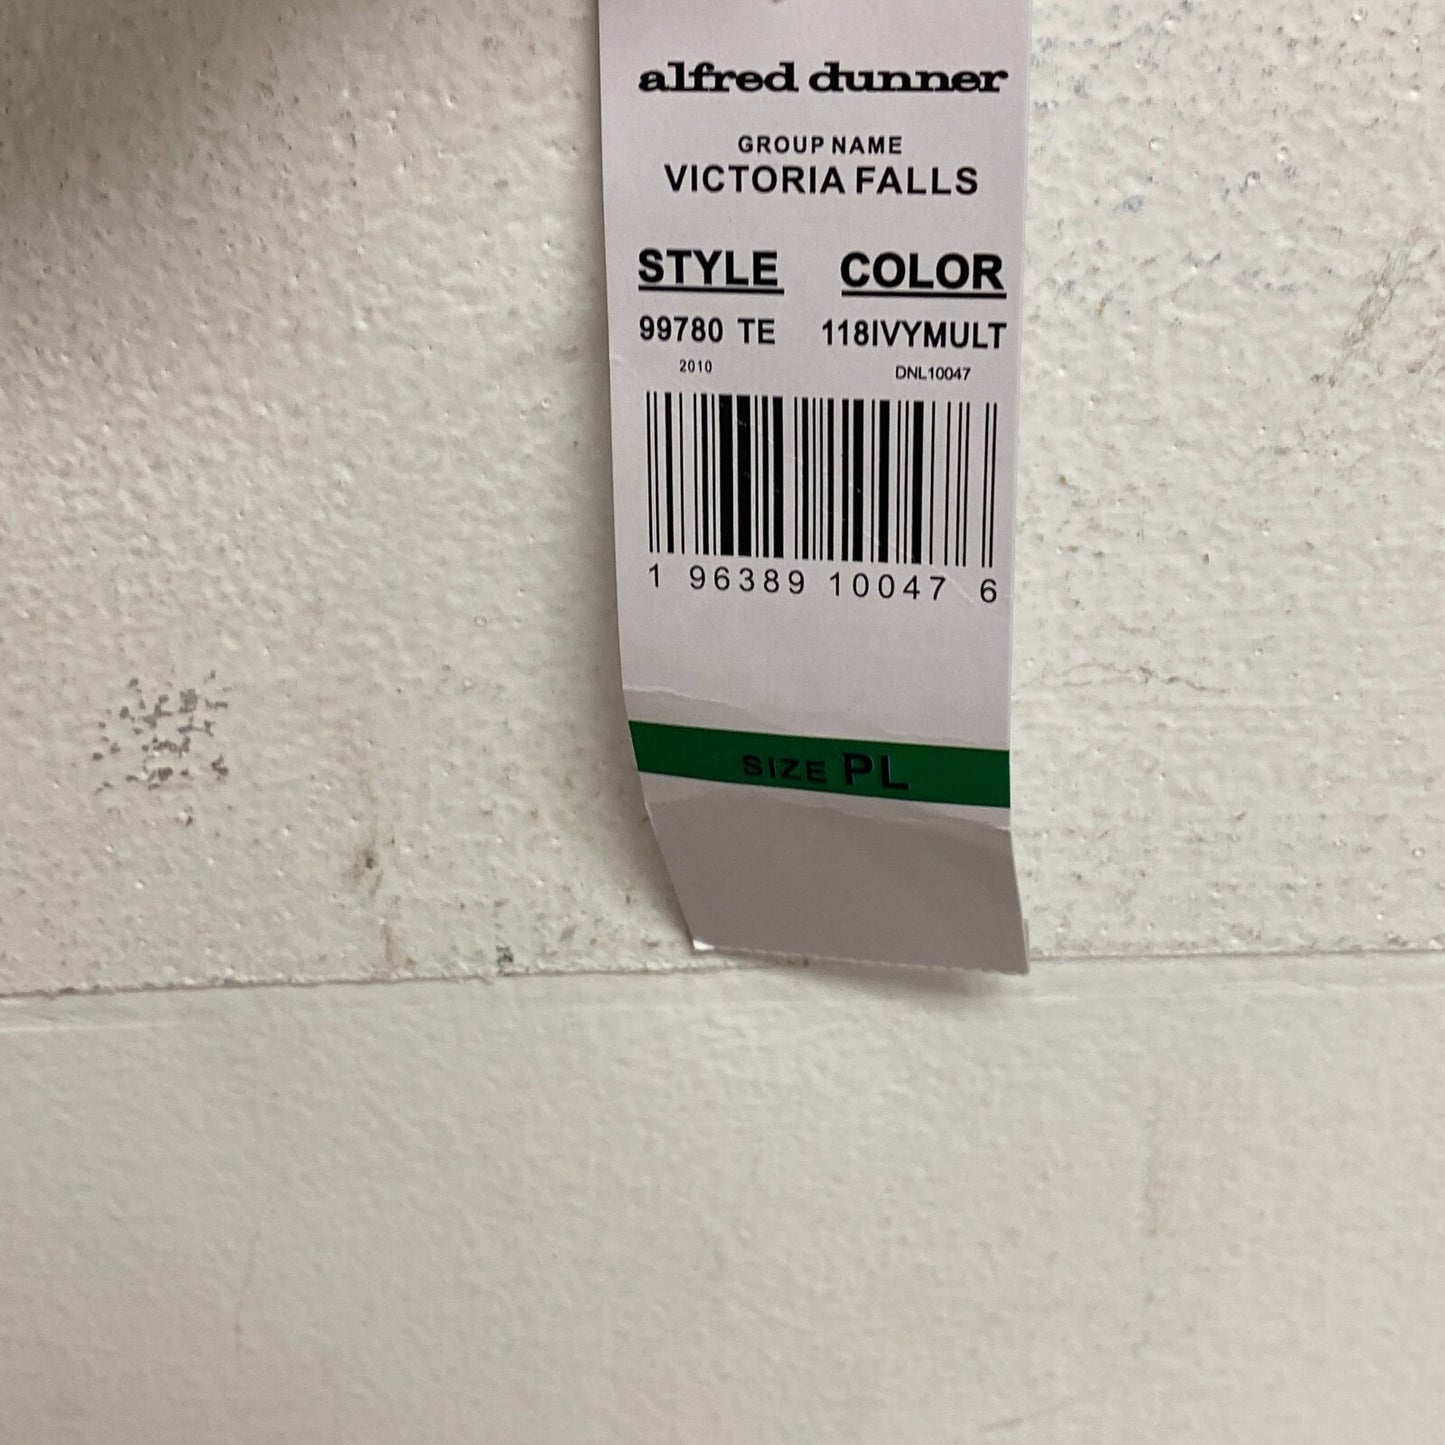 alfred dunner
GROUP NAME
VICTORIA FALLS
STYLE COLOR
99780 TE 118IVYMULT
2010 DNL10047
1 96389 10047 6
SIZE PL